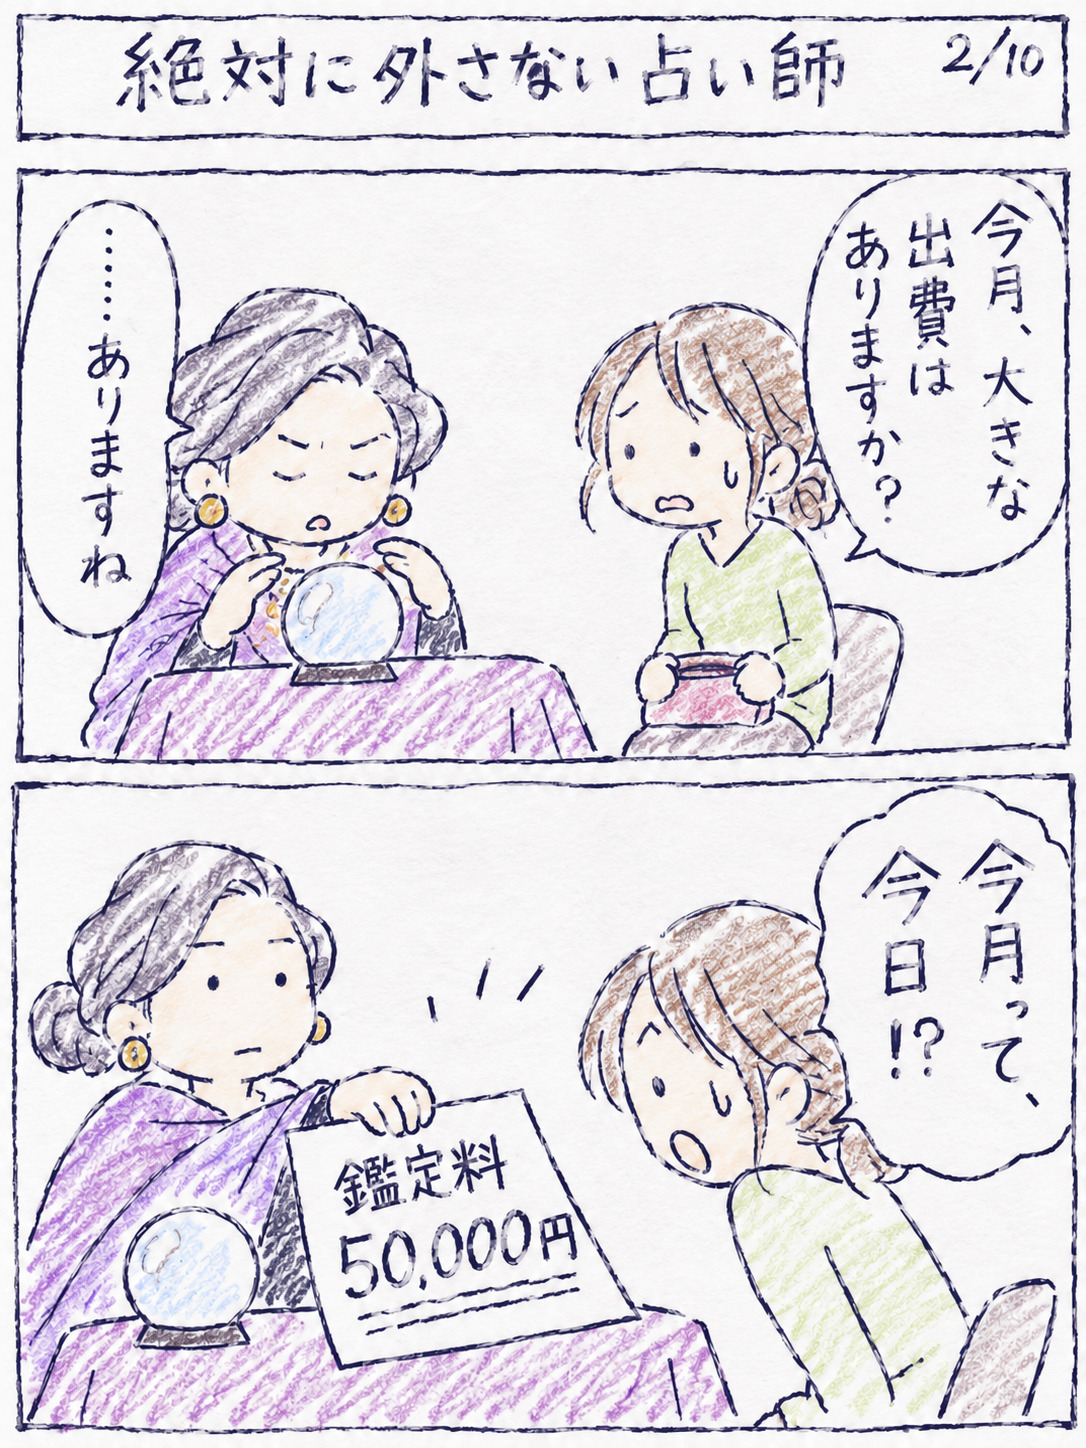 絶対に外さない占い師
2/10
今月、大きな
出費は
ありますか?
……ありますね
今月って、
今日!?
鑑定料
50,000円